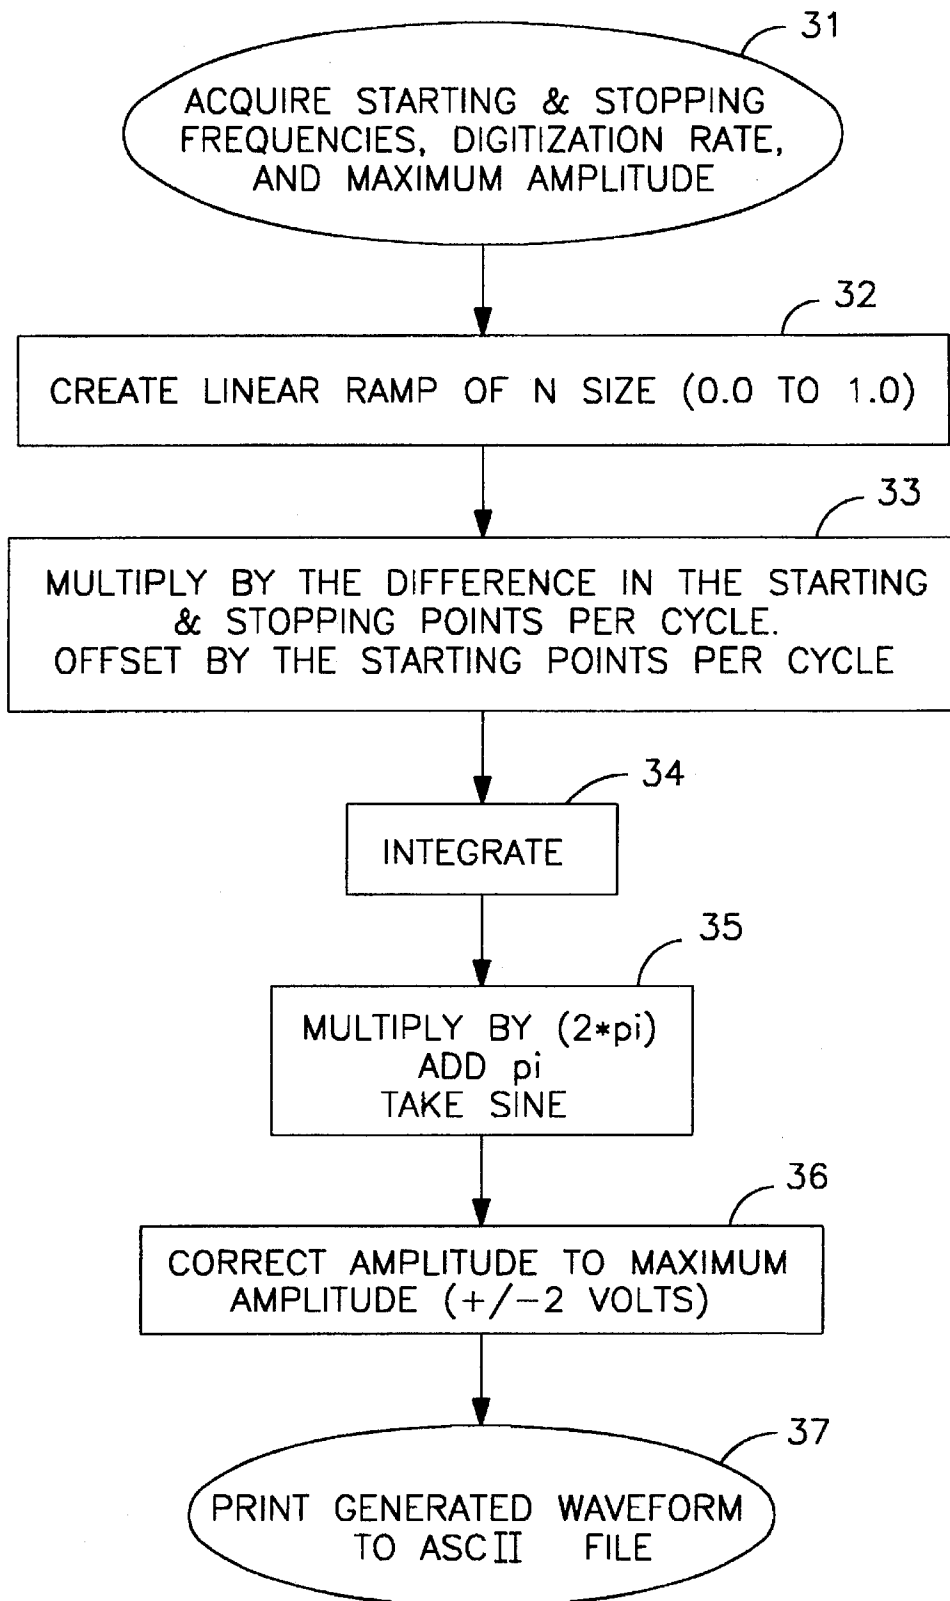 31
ACQUIRE STARTING & STOPPING
FREQUENCIES, DIGITIZATION RATE,
AND MAXIMUM AMPLITUDE
32
CREATE LINEAR RAMP OF N SIZE (0.0 TO 1.0)
33
MULTIPLY BY THE DIFFERENCE IN THE STARTING
& STOPPING POINTS PER CYCLE.
OFFSET BY THE STARTING POINTS PER CYCLE
34
INTEGRATE
35
MULTIPLY BY (2*pi)
ADD pi
TAKE SINE
36
CORRECT AMPLITUDE TO MAXIMUM
AMPLITUDE (+/-2 VOLTS)
37
PRINT GENERATED WAVEFORM
TO ASCII FILE